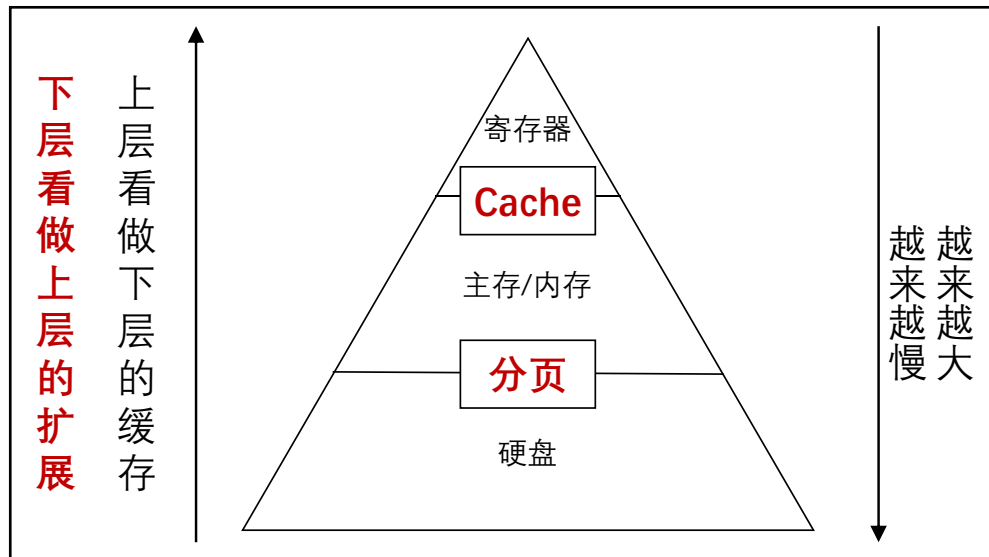 下层看做上层的扩展
上层看做下层的缓存
寄存器
Cache
主存/内存
分页
硬盘
越来越慢
越来越大